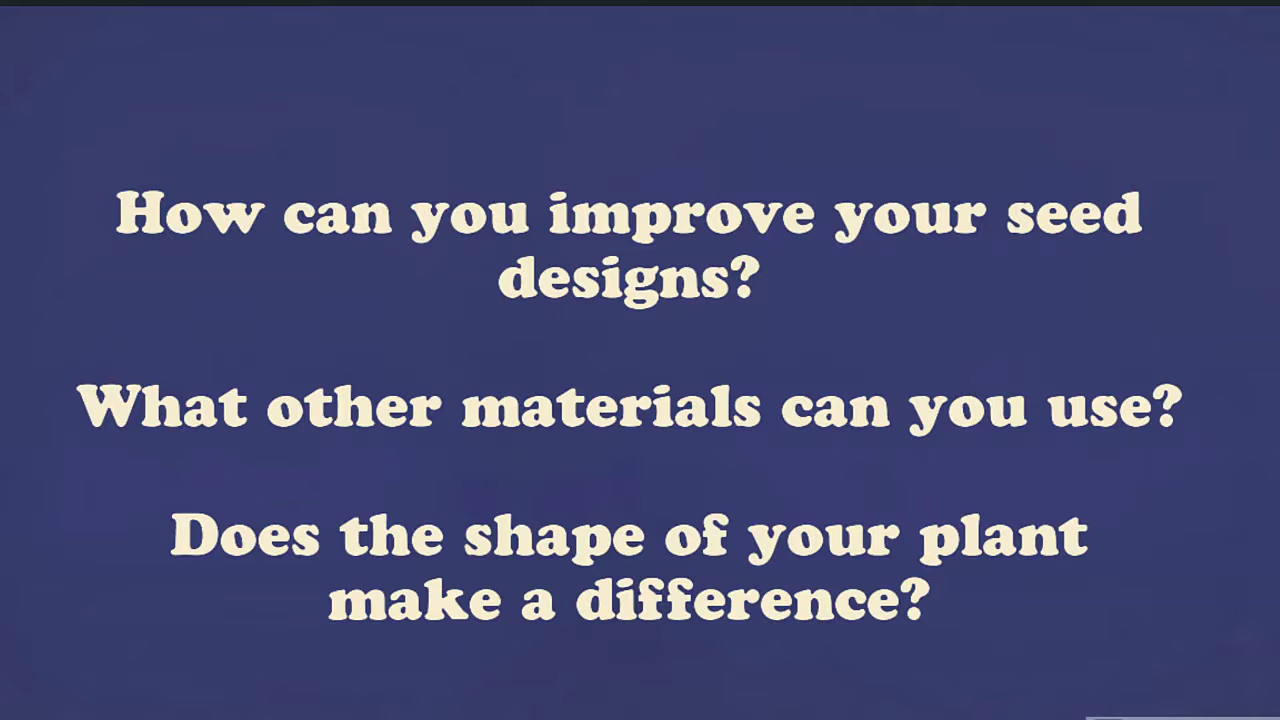 How can you improve your seed
designs?
What other materials can you use?
Does the shape of your plant
make a difference?